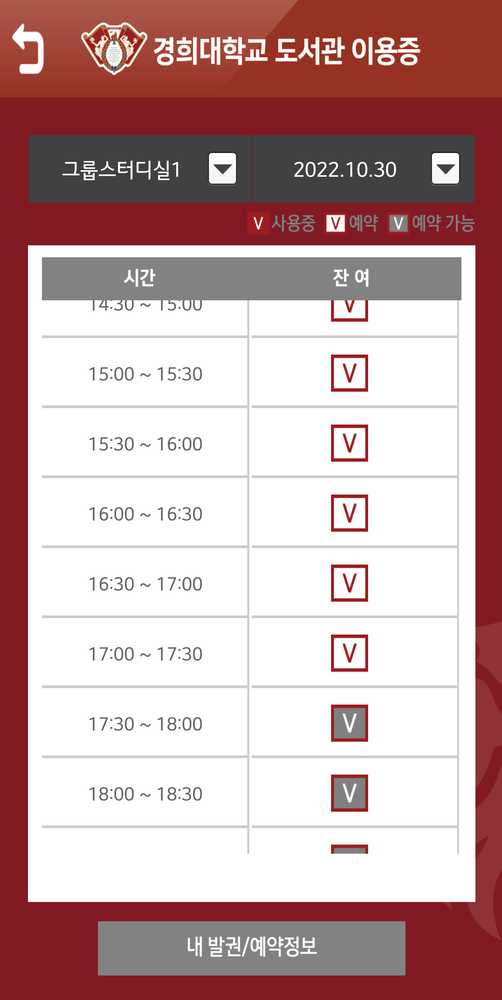 경희대학교 도서관 이용증
그룹스터디실1 2022.10.30
V 사용중 V 예약 V 예약 가능
시간 잔 여
14:30 ~ 15:00 V
15:00 ~ 15:30 V
15:30 ~ 16:00 V
16:00 ~ 16:30 V
16:30 ~ 17:00 V
17:00 ~ 17:30 V
17:30 ~ 18:00 V
18:00 ~ 18:30 V
내 발권/예약정보